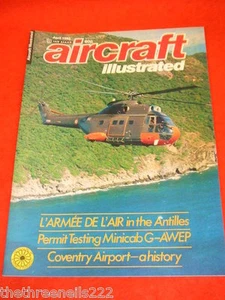 aircraft
illustrated
L'ARMÉE DE L'AIR in the Antilles
Permit Testing Minicab G-AWEP
Coventry Airport—a history
thethreenells222